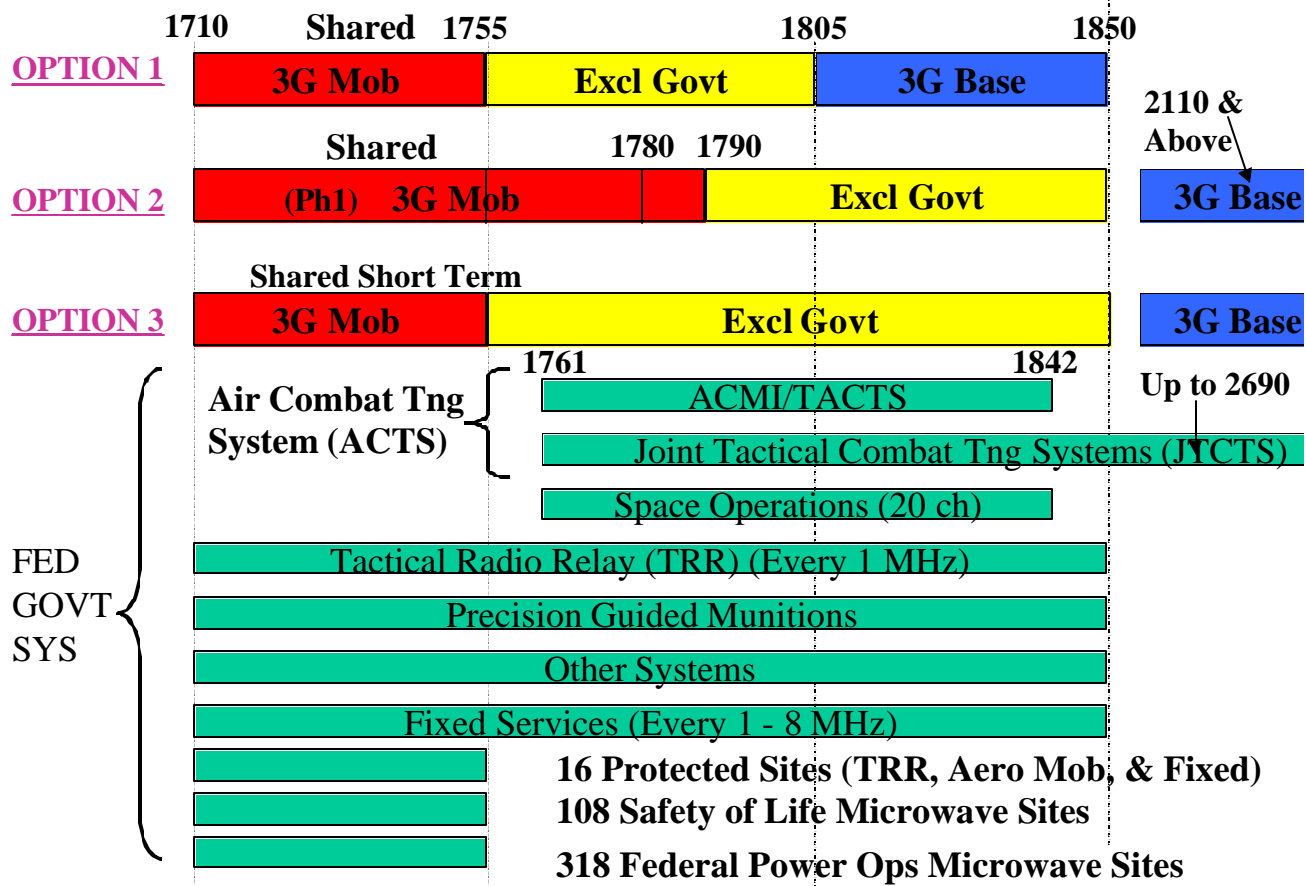 1710 Shared 1755 1805 1850
OPTION 1 3G Mob Excl Govt 3G Base
2110 &
Above
Shared 1780 1790
OPTION 2 (Ph1) 3G Mob Excl Govt 3G Base
Shared Short Term
OPTION 3 3G Mob Excl Govt 3G Base
1761 1842
Up to 2690
Air Combat Tng
System (ACTS)
ACMI/TACTS
Joint Tactical Combat Tng Systems (JTCTS)
Space Operations (20 ch)
FED
GOVT
SYS
Tactical Radio Relay (TRR) (Every 1 MHz)
Precision Guided Munitions
Other Systems
Fixed Services (Every 1 - 8 MHz)
16 Protected Sites (TRR, Aero Mob, & Fixed)
108 Safety of Life Microwave Sites
318 Federal Power Ops Microwave Sites